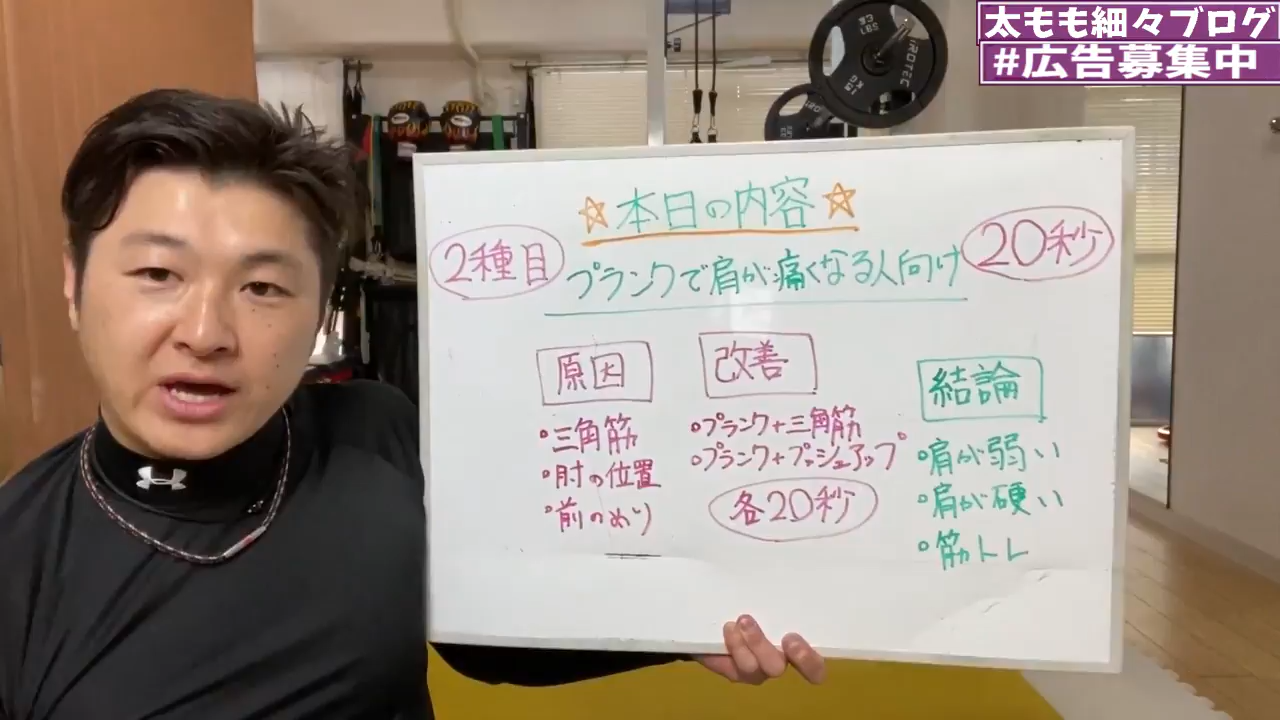 太もも細々ブログ
#広告募集中
☆本日の内容☆
2種目
20秒
プランクで肩が痛くなる人向け
原因
・三角筋
・肘の位置
・前のめり
改善
・プランク+三角筋
・プランク+プッシュアップ
各20秒
結論
・肩が弱い
・肩が硬い
・筋トレ
IROTEC